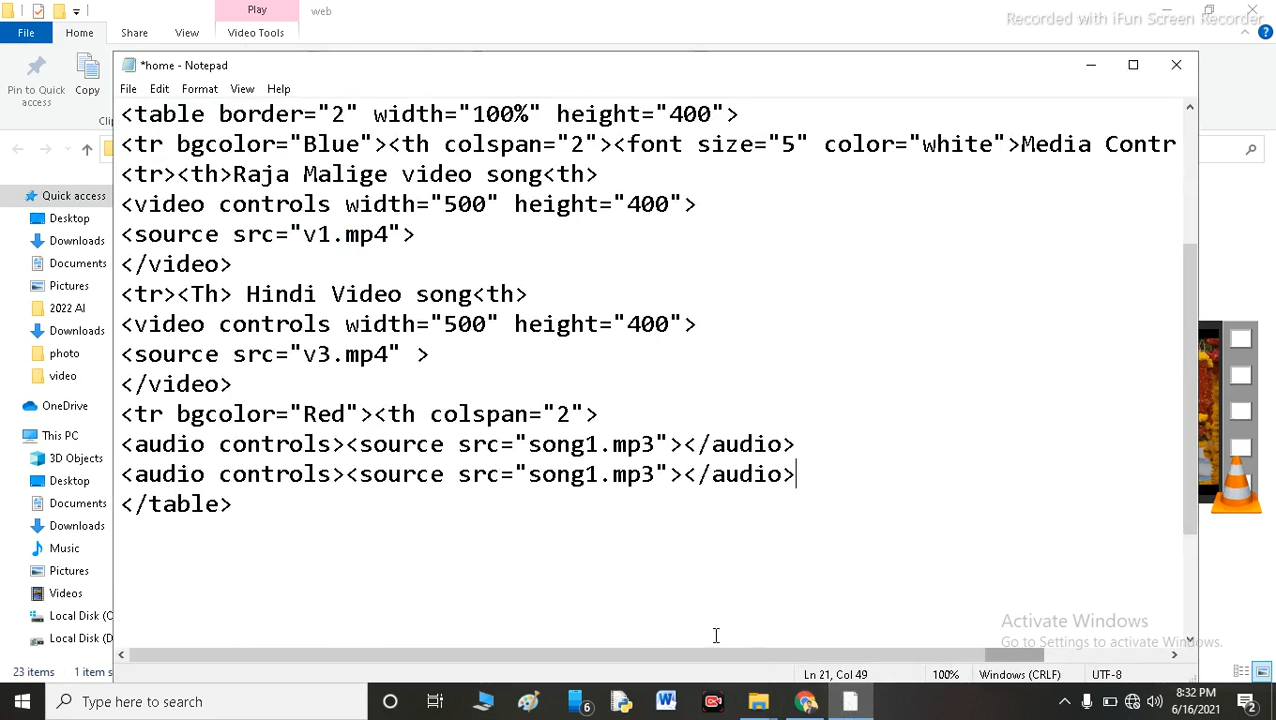 Play
web
Recorded with iFun Screen Recorder
File
Home
Share
View
Video Tools
*home - Notepad
Pin to Quick access
Copy
File Edit Format View Help
<table border="2" width="100%" height="400">
<tr bgcolor="Blue"><th colspan="2"><font size="5" color="white">Media Contr
<tr><th>Raja Malige video song<th>
<video controls width="500" height="400">
<source src="v1.mp4">
</video>
<tr><Th> Hindi Video song<th>
<video controls width="500" height="400">
<source src="v3.mp4" >
</video>
<tr bgcolor="Red"><th colspan="2">
<audio controls><source src="song1.mp3"></audio>
<audio controls><source src="song1.mp3"></audio>
</table>
Quick access
Desktop
Downloads
Documents
Pictures
2022 AI
Downloads
photo
video
OneDrive
This PC
3D Objects
Desktop
Documents
Downloads
Music
Pictures
Videos
Local Disk (C
Local Disk (D
Activate Windows
Go to Settings to activate Windows.
23 items
1 item s
Ln 21, Col 49
100%
Windows (CRLF)
UTF-8
Type here to search
6
8:32 PM
6/16/2021
2